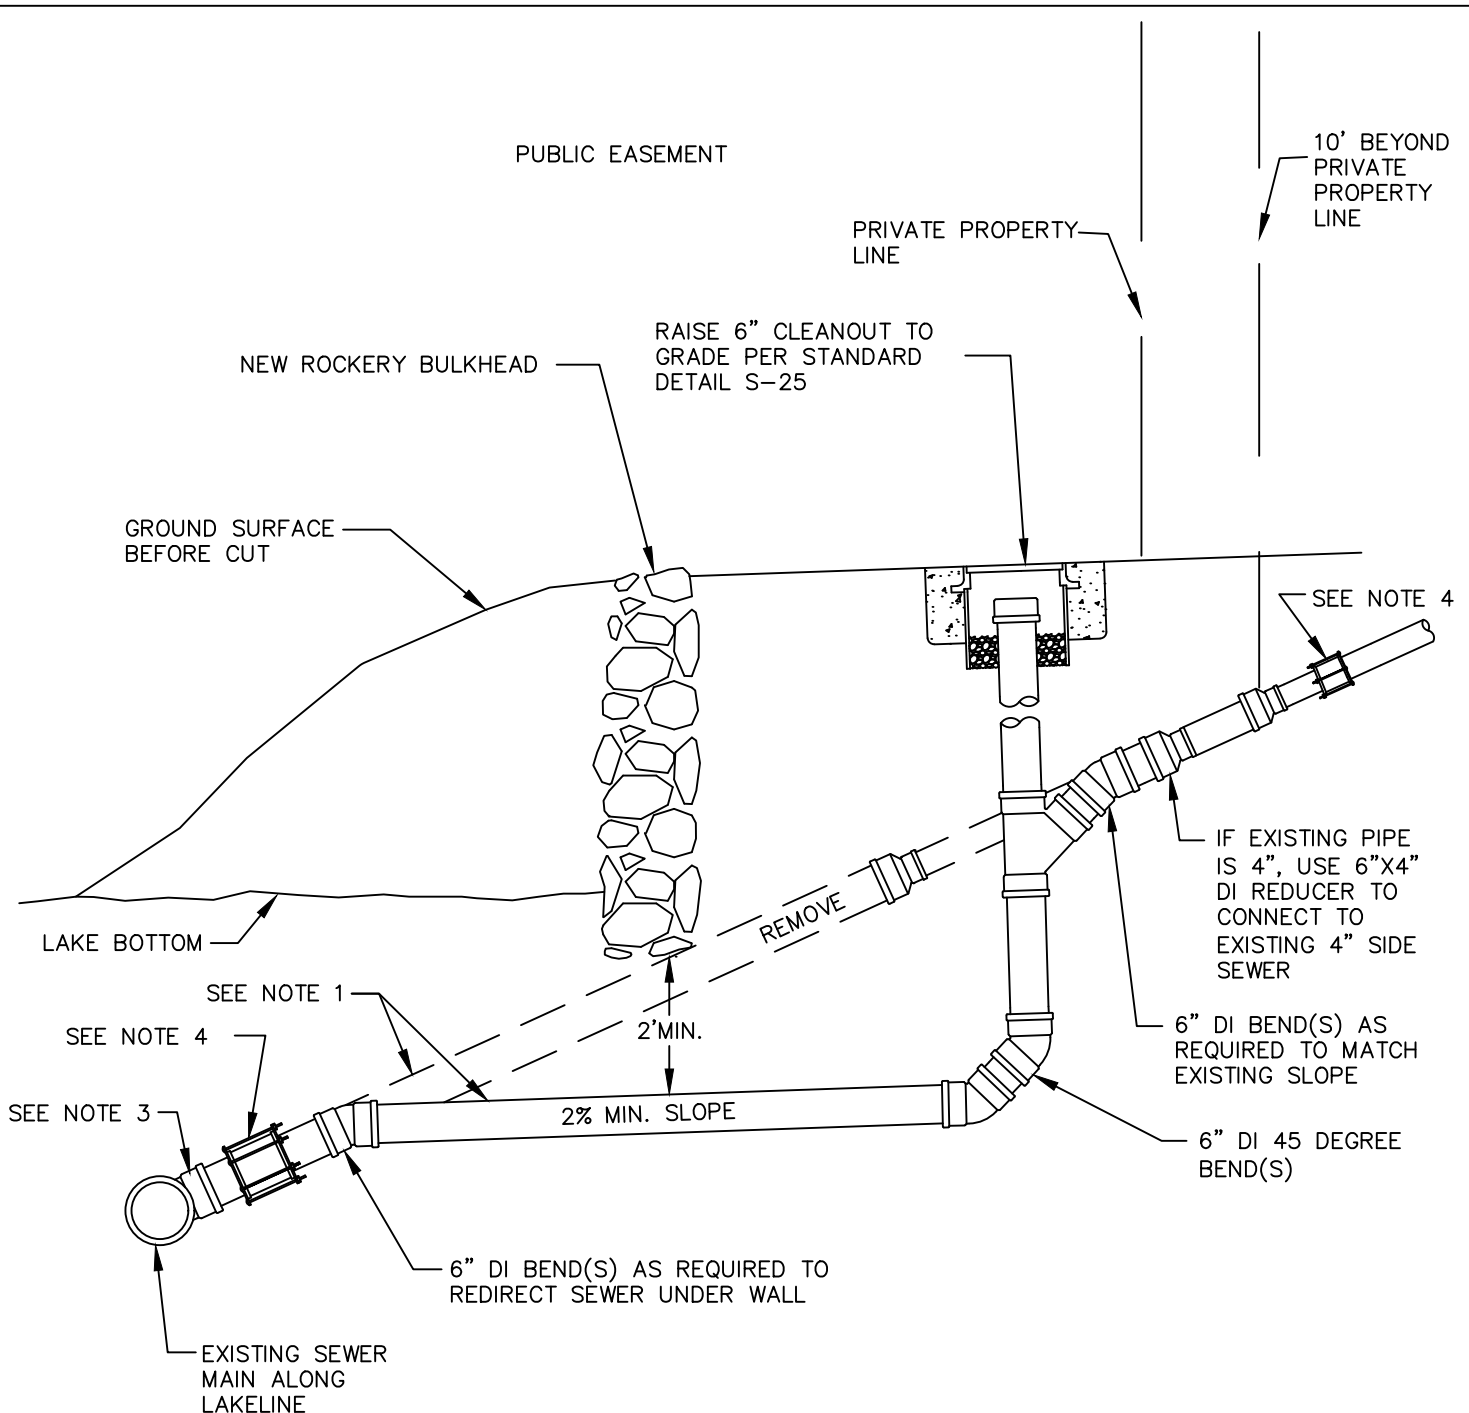 PUBLIC EASEMENT
10' BEYOND
PRIVATE
PROPERTY
LINE
PRIVATE PROPERTY
LINE
RAISE 6" CLEANOUT TO
GRADE PER STANDARD
DETAIL S-25
NEW ROCKERY BULKHEAD
GROUND SURFACE
BEFORE CUT
SEE NOTE 4
IF EXISTING PIPE
IS 4", USE 6"X4"
DI REDUCER TO
CONNECT TO
EXISTING 4" SIDE
SEWER
REMOVE
LAKE BOTTOM
SEE NOTE 1
2'MIN.
SEE NOTE 4
6" DI BEND(S) AS
REQUIRED TO MATCH
EXISTING SLOPE
SEE NOTE 3
2% MIN. SLOPE
6" DI 45 DEGREE
BEND(S)
6" DI BEND(S) AS REQUIRED TO
REDIRECT SEWER UNDER WALL
EXISTING SEWER
MAIN ALONG
LAKELINE